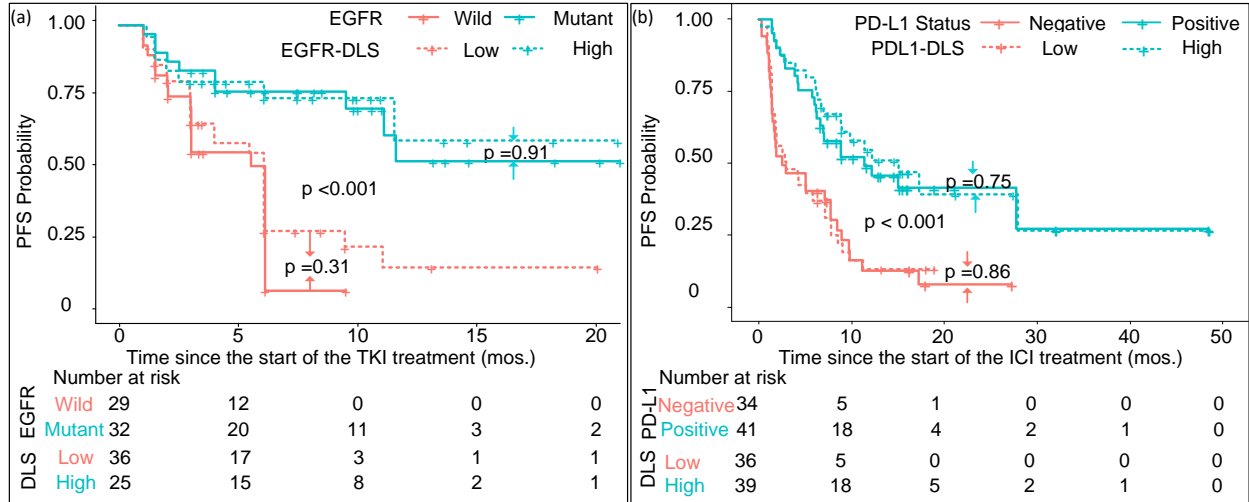 (a)
EGFR Wild Mutant
EGFR-DLS Low High
1.00
0.75
0.50
0.25
0
PFS Probability
p =0.91
p <0.001
p =0.31
0 5 10 15 20
Time since the start of the TKI treatment (mos.)
Number at risk
EGFR
Wild 29 12 0 0 0
Mutant 32 20 11 3 2
DLS
Low 36 17 3 1 1
High 25 15 8 2 1
(b)
PD-L1 Status Negative Positive
PDL1-DLS Low High
1.00
0.75
0.50
0.25
0
PFS Probability
p =0.75
p < 0.001
p =0.86
0 10 20 30 40 50
Time since the start of the ICI treatment (mos.)
Number at risk
PD-L1
Negative 34 5 1 0 0 0
Positive 41 18 4 2 1 0
DLS
Low 36 5 0 0 0 0
High 39 18 5 2 1 0